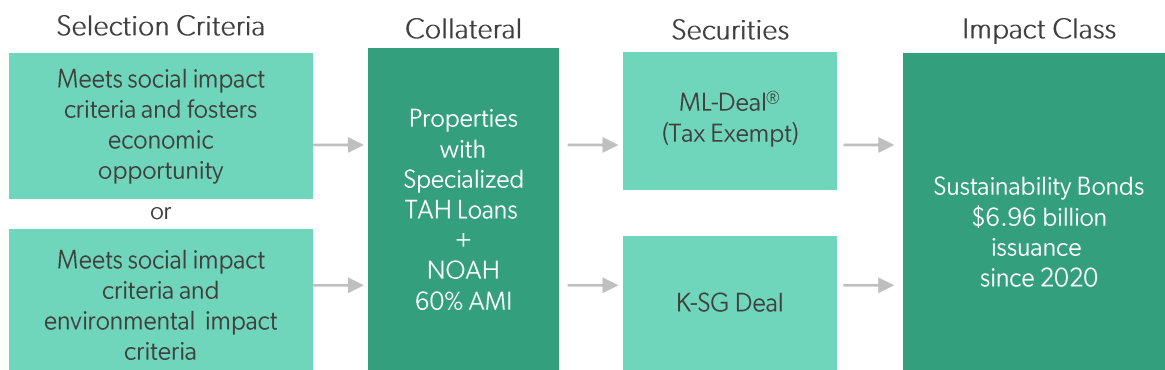 Selection Criteria
Meets social impact
criteria and fosters
economic
opportunity
or
Meets social impact
criteria and
environmental impact
criteria
Collateral
Properties
with
Specialized
TAH Loans
+
NOAH
60% AMI
Securities
ML-Deal®
(Tax Exempt)
K-SG Deal
Impact Class
Sustainability Bonds
$6.96 billion
issuance
since 2020